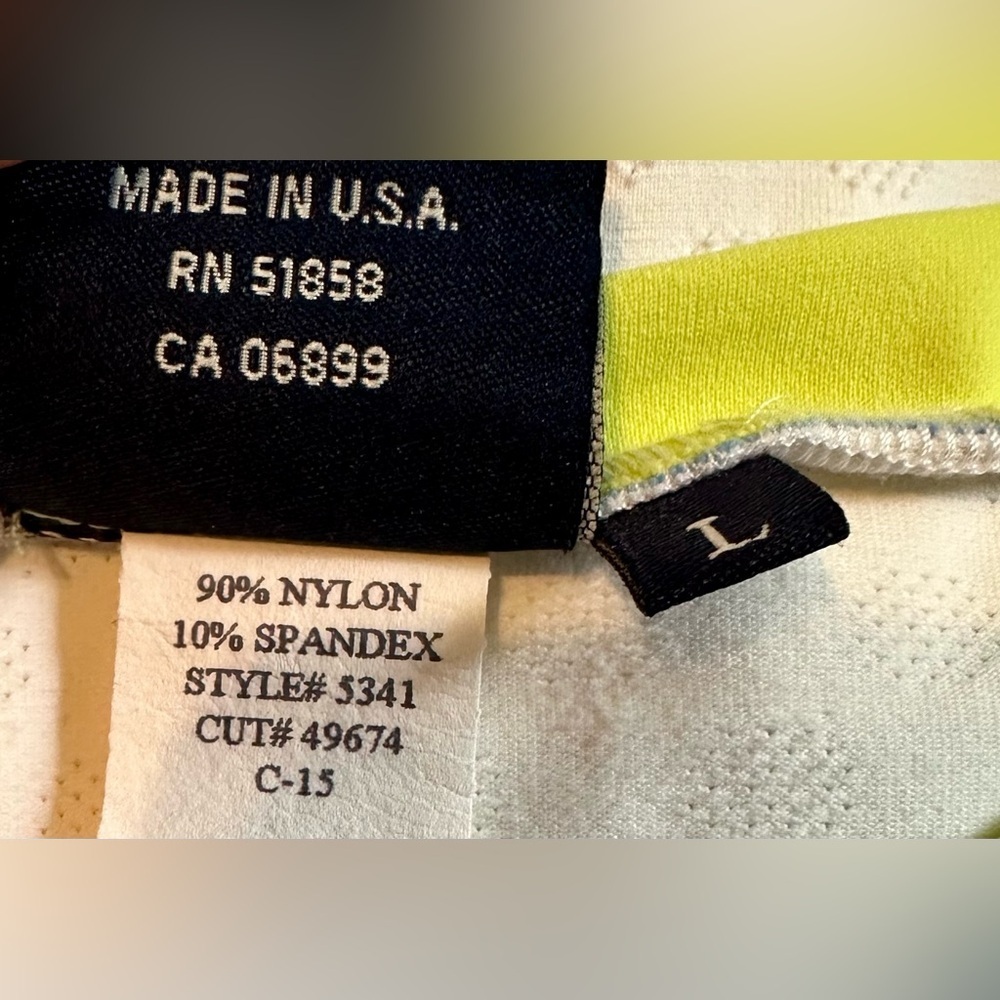 MADE IN U.S.A.
RN 51858
CA 06899
L
90% NYLON
10% SPANDEX
STYLE# 5341
CUT# 49674
C-15